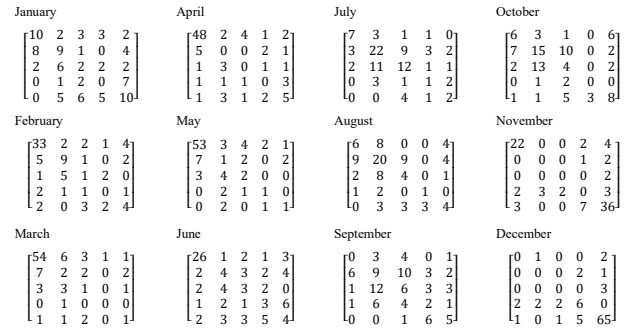 January April July October
10 2 3 3 2 48 2 4 1 2 7 3 1 1 0 6 3 1 0 6
8 9 1 0 4 5 0 0 2 1 3 22 9 3 2 7 15 10 0 2
2 6 2 2 2 1 3 0 1 1 2 11 12 1 1 2 13 4 0 2
0 1 2 0 7 1 1 1 0 3 0 3 1 1 2 0 1 2 0 0
0 5 6 5 10 1 3 1 2 5 0 0 4 1 2 1 1 5 3 8
February May August November
33 2 2 1 4 53 3 4 2 1 6 8 0 0 4 22 0 0 2 4
5 9 1 0 2 7 1 2 0 2 9 20 9 0 4 0 0 0 1 2
1 5 1 2 0 3 4 2 0 0 2 8 4 0 1 0 0 0 0 2
2 1 1 0 1 0 2 1 1 0 1 2 0 1 0 2 3 2 0 3
2 0 3 2 4 0 2 0 1 1 0 3 3 3 4 3 0 0 7 36
March June September December
54 6 3 1 1 26 1 2 1 3 0 3 4 0 1 0 1 0 0 2
7 2 2 0 2 2 4 3 2 4 6 9 10 3 2 0 0 0 2 1
3 3 1 0 1 2 4 3 2 0 1 12 6 3 3 0 0 0 0 3
0 1 0 0 0 1 2 1 3 6 1 6 4 2 1 2 2 2 6 0
1 1 2 0 1 2 3 3 5 4 0 0 1 6 5 1 0 1 5 65